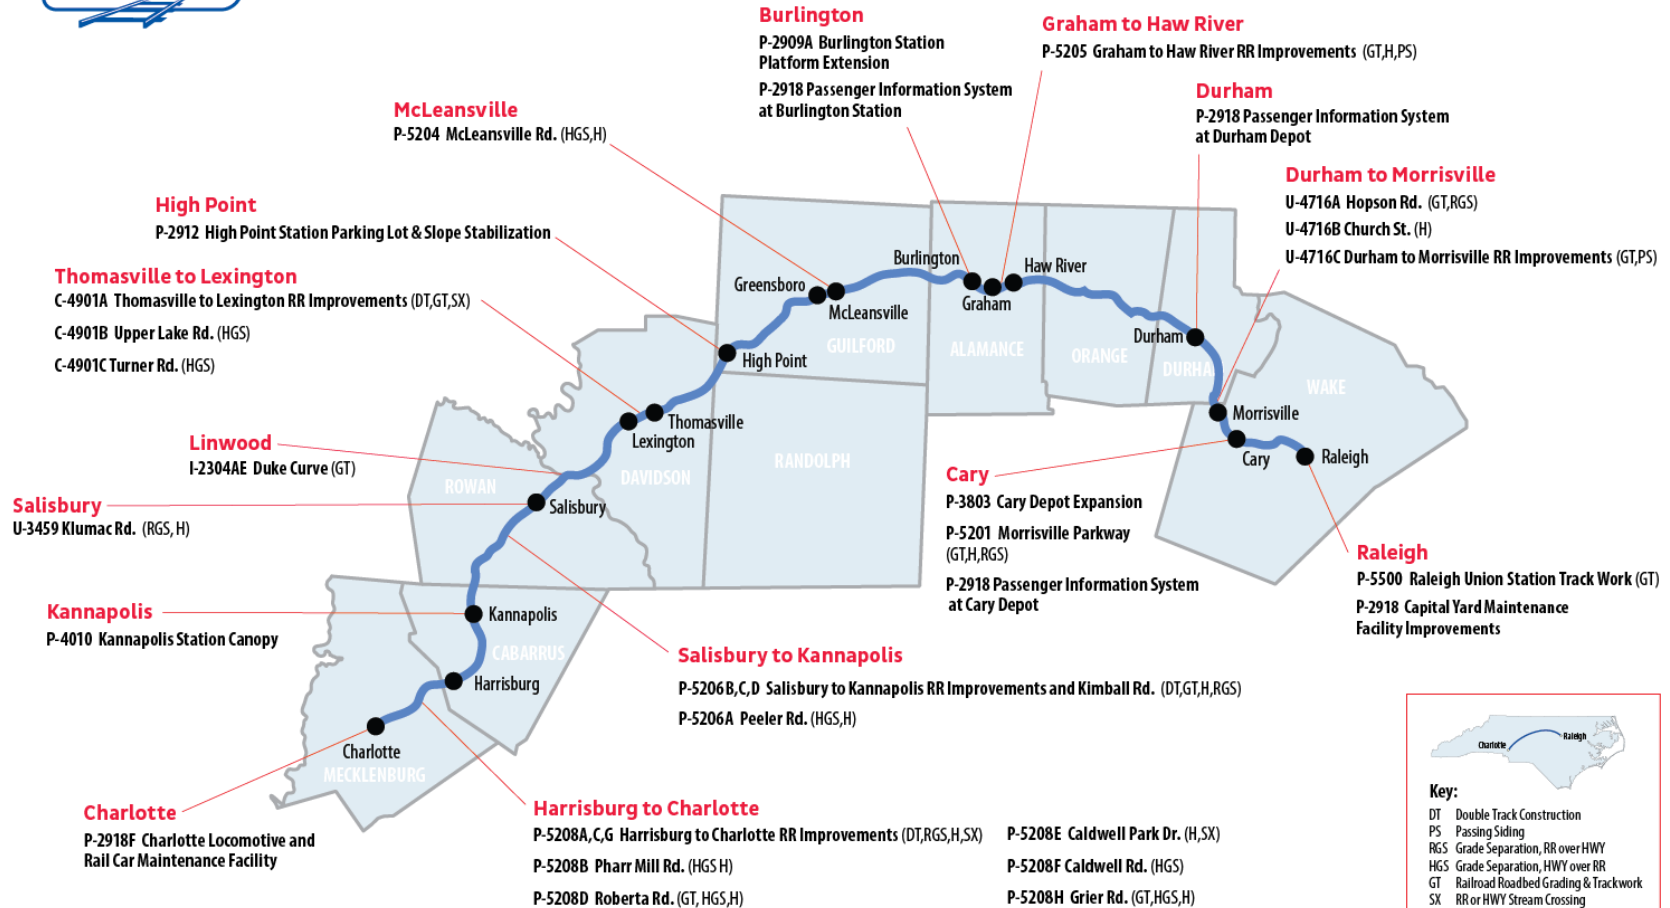 Burlington
P-2909A Burlington Station
Platform Extension
P-2918 Passenger Information System
at Burlington Station
Graham to Haw River
P-5205 Graham to Haw River RR Improvements (GT,H,PS)
Durham
P-2918 Passenger Information System
at Durham Depot
McLeansville
P-5204 McLeansville Rd. (HGS,H)
Durham to Morrisville
U-4716A Hopson Rd. (GT,RGS)
U-4716B Church St. (H)
U-4716C Durham to Morrisville RR Improvements (GT,PS)
High Point
P-2912 High Point Station Parking Lot & Slope Stabilization
Thomasville to Lexington
C-4901A Thomasville to Lexington RR Improvements (DT,GT,SX)
C-4901B Upper Lake Rd. (HGS)
C-4901C Turner Rd. (HGS)
Burlington
Haw River
Greensboro
McLeansville
Graham
Durham
High Point
GUILFORD
ALAMANCE
ORANGE
DURHA
WAKE
Morrisville
Thomasville
Lexington
Cary
Raleigh
Linwood
I-2304AE Duke Curve (GT)
ROWAN
DAVIDSON
RANDOLPH
Salisbury
U-3459 Klumac Rd. (RGS, H)
Salisbury
Cary
P-3803 Cary Depot Expansion
P-5201 Morrisville Parkway
(GT,H,RGS)
P-2918 Passenger Information System
at Cary Depot
Raleigh
P-5500 Raleigh Union Station Track Work (GT)
P-2918 Capital Yard Maintenance
Facility Improvements
Kannapolis
P-4010 Kannapolis Station Canopy
Kannapolis
CABARRUS
Harrisburg
Salisbury to Kannapolis
P-5206B,C,D Salisbury to Kannapolis RR Improvements and Kimball Rd. (DT,GT,H,RGS)
P-5206A Peeler Rd. (HGS,H)
Charlotte
MECKLENBURG
Charlotte
P-2918F Charlotte Locomotive and
Rail Car Maintenance Facility
Harrisburg to Charlotte
P-5208A,C,G Harrisburg to Charlotte RR Improvements (DT,RGS,H,SX)
P-5208B Pharr Mill Rd. (HGS H)
P-5208D Roberta Rd. (GT, HGS,H)
P-5208E Caldwell Park Dr. (H,SX)
P-5208F Caldwell Rd. (HGS)
P-5208H Grier Rd. (GT,HGS,H)
Charlotte
Raleigh
Key:
DT Double Track Construction
PS Passing Siding
RGS Grade Separation, RR over HWY
HGS Grade Separation, HWY over RR
GT Railroad Roadbed Grading & Trackwork
SX RR or HWY Stream Crossing